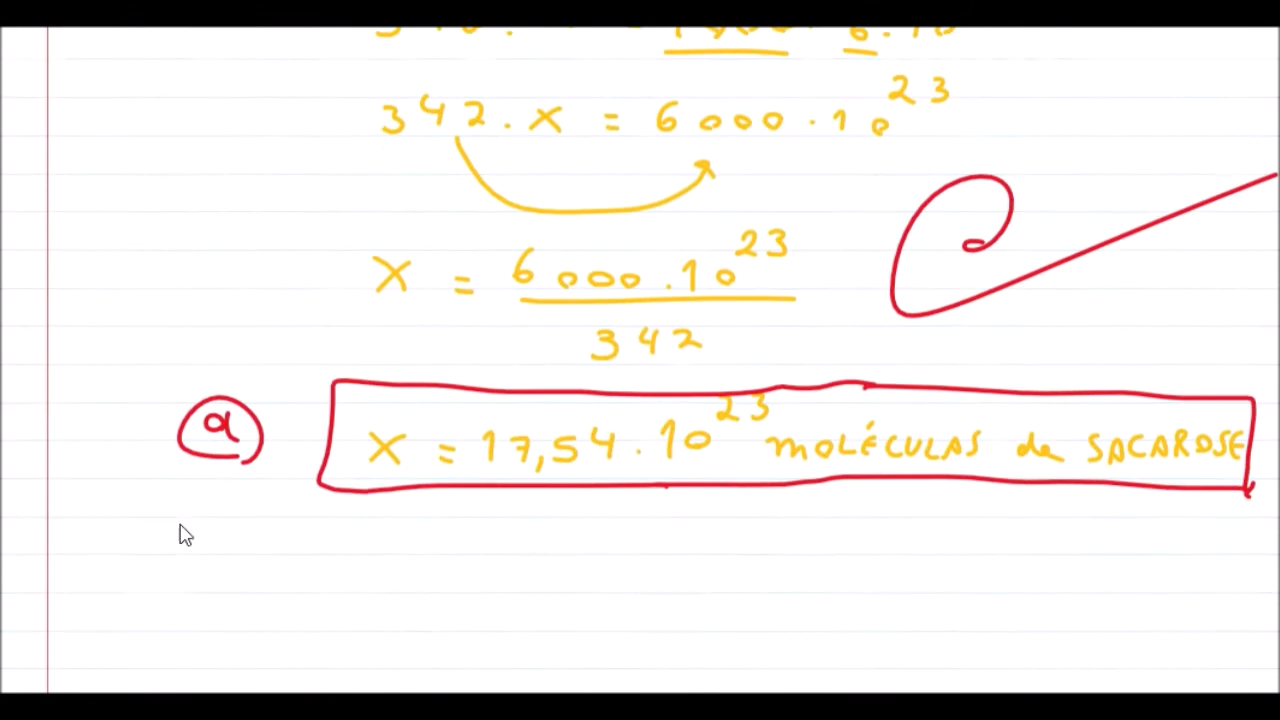 342.x = 6000.10²³
x = 6000.10²³
342
a x = 17,54.10²³ moLÉCULAS de SACAROSE